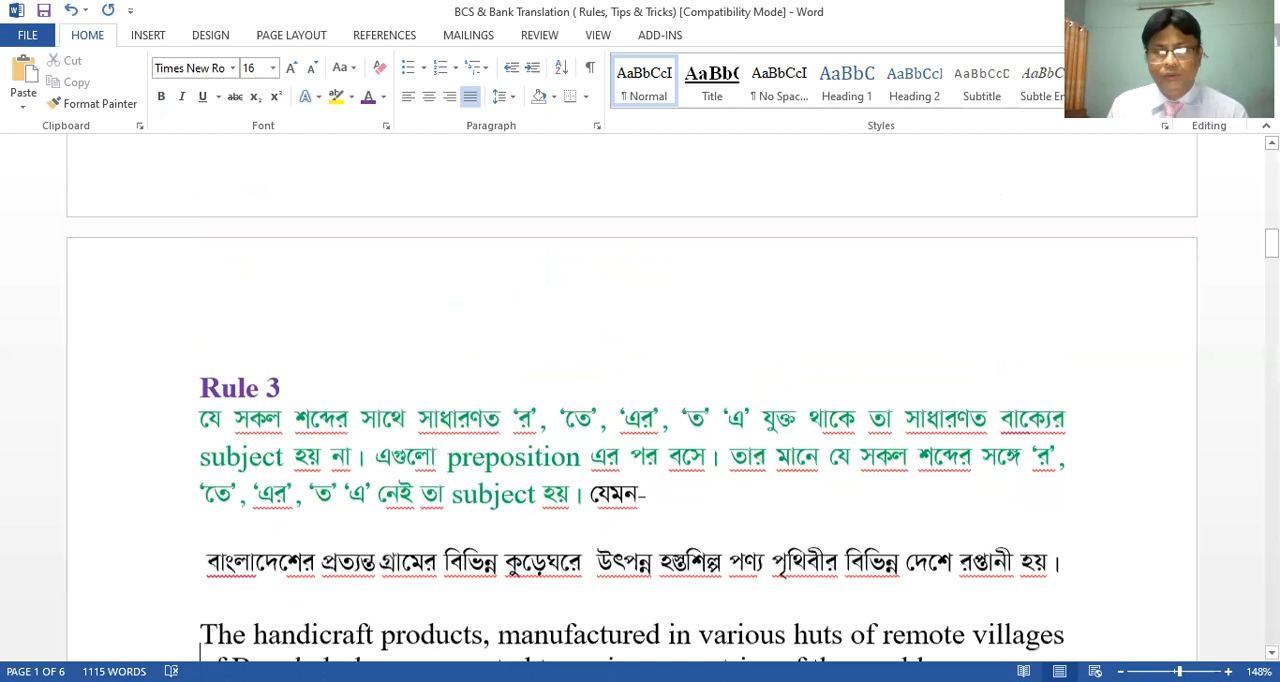 BCS & Bank Translation ( Rules, Tips & Tricks) [Compatibility Mode] - Word
FILE HOME INSERT DESIGN PAGE LAYOUT REFERENCES MAILINGS REVIEW VIEW ADD-INS
Cut
Copy
Paste
Format Painter
Times New Ro 16
Aa
B I U abc X₂ X²
AaBbCcI AaBb( AaBbCcI AaBbC AaBbCcI AaBbCcD AaBbC
¶ Normal Title ¶ No Spac... Heading 1 Heading 2 Subtitle Subtle Em
Clipboard Font Paragraph Styles Editing
Rule 3
যে সকল শব্দের সাথে সাধারণত ‘র’, ‘তে’, ‘এর’, ‘ত’ ‘এ’ যুক্ত থাকে তা সাধারণত বাক্যের
subject হয় না। এগুলো preposition এর পর বসে। তার মানে যে সকল শব্দের সঙ্গে ‘র’,
‘তে’, ‘এর’, ‘ত’ ‘এ’ নেই তা subject হয়। যেমন-
বাংলাদেশের প্রত্যন্ত গ্রামের বিভিন্ন কুড়েঘরে উৎপন্ন হস্তশিল্প পণ্য পৃথিবীর বিভিন্ন দেশে রপ্তানী হয়।
The handicraft products, manufactured in various huts of remote villages
PAGE 1 OF 6 1115 WORDS 148%